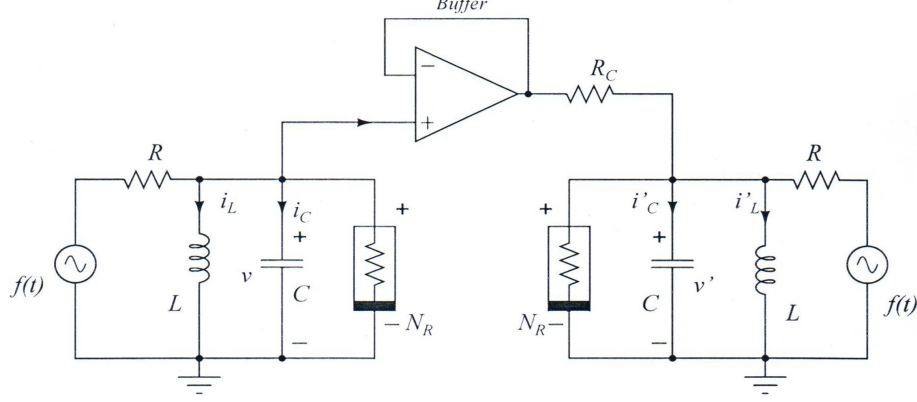 Buffer
−
+
R_C
R
i_L
i_C
+
+
+
i'_C
i'_L
R
+
f(t)
L
v
C
− N_R
N_R −
C
v'
L
f(t)
−
−